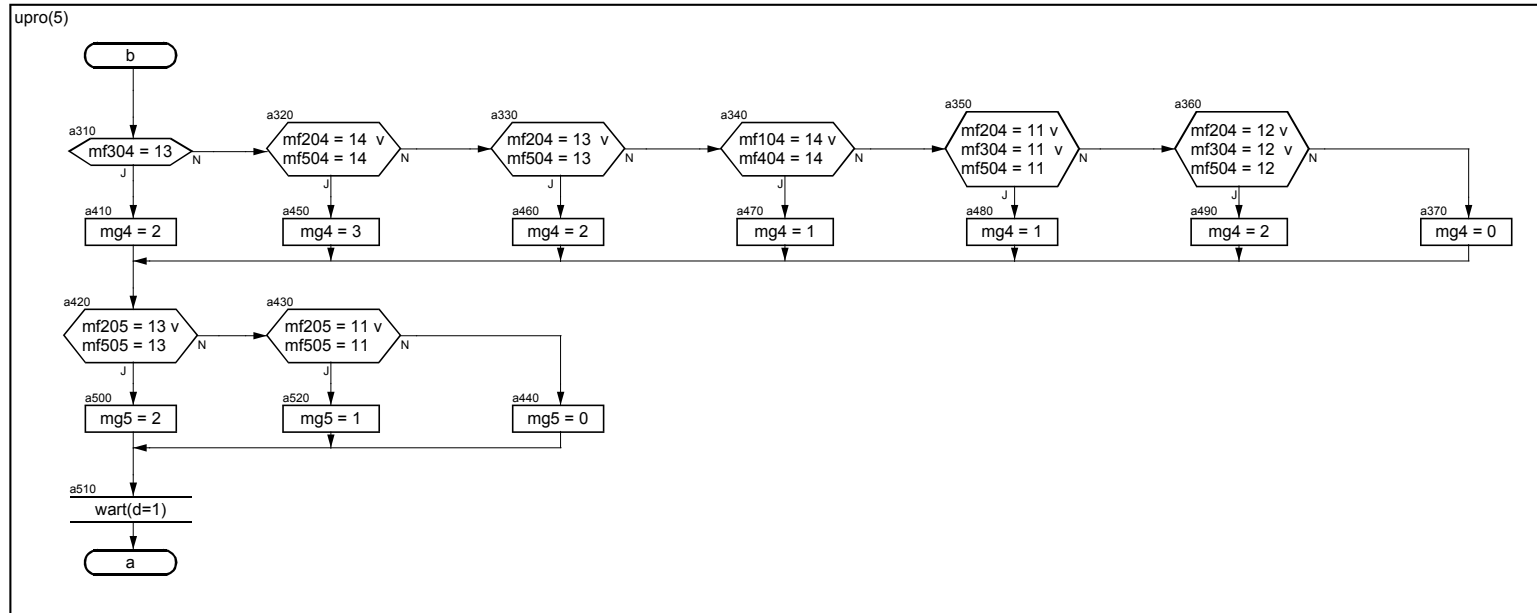 upro(5)
b
a310
mf304 = 13
N
J
a320
mf204 = 14 v
mf504 = 14
N
J
a330
mf204 = 13 v
mf504 = 13
N
J
a340
mf104 = 14 v
mf404 = 14
N
J
a350
mf204 = 11 v
mf304 = 11 v
mf504 = 11
N
J
a360
mf204 = 12 v
mf304 = 12 v
mf504 = 12
N
J
a410
mg4 = 2
a450
mg4 = 3
a460
mg4 = 2
a470
mg4 = 1
a480
mg4 = 1
a490
mg4 = 2
a370
mg4 = 0
a420
mf205 = 13 v
mf505 = 13
N
J
a430
mf205 = 11 v
mf505 = 11
N
J
a500
mg5 = 2
a520
mg5 = 1
a440
mg5 = 0
a510
wart(d=1)
a